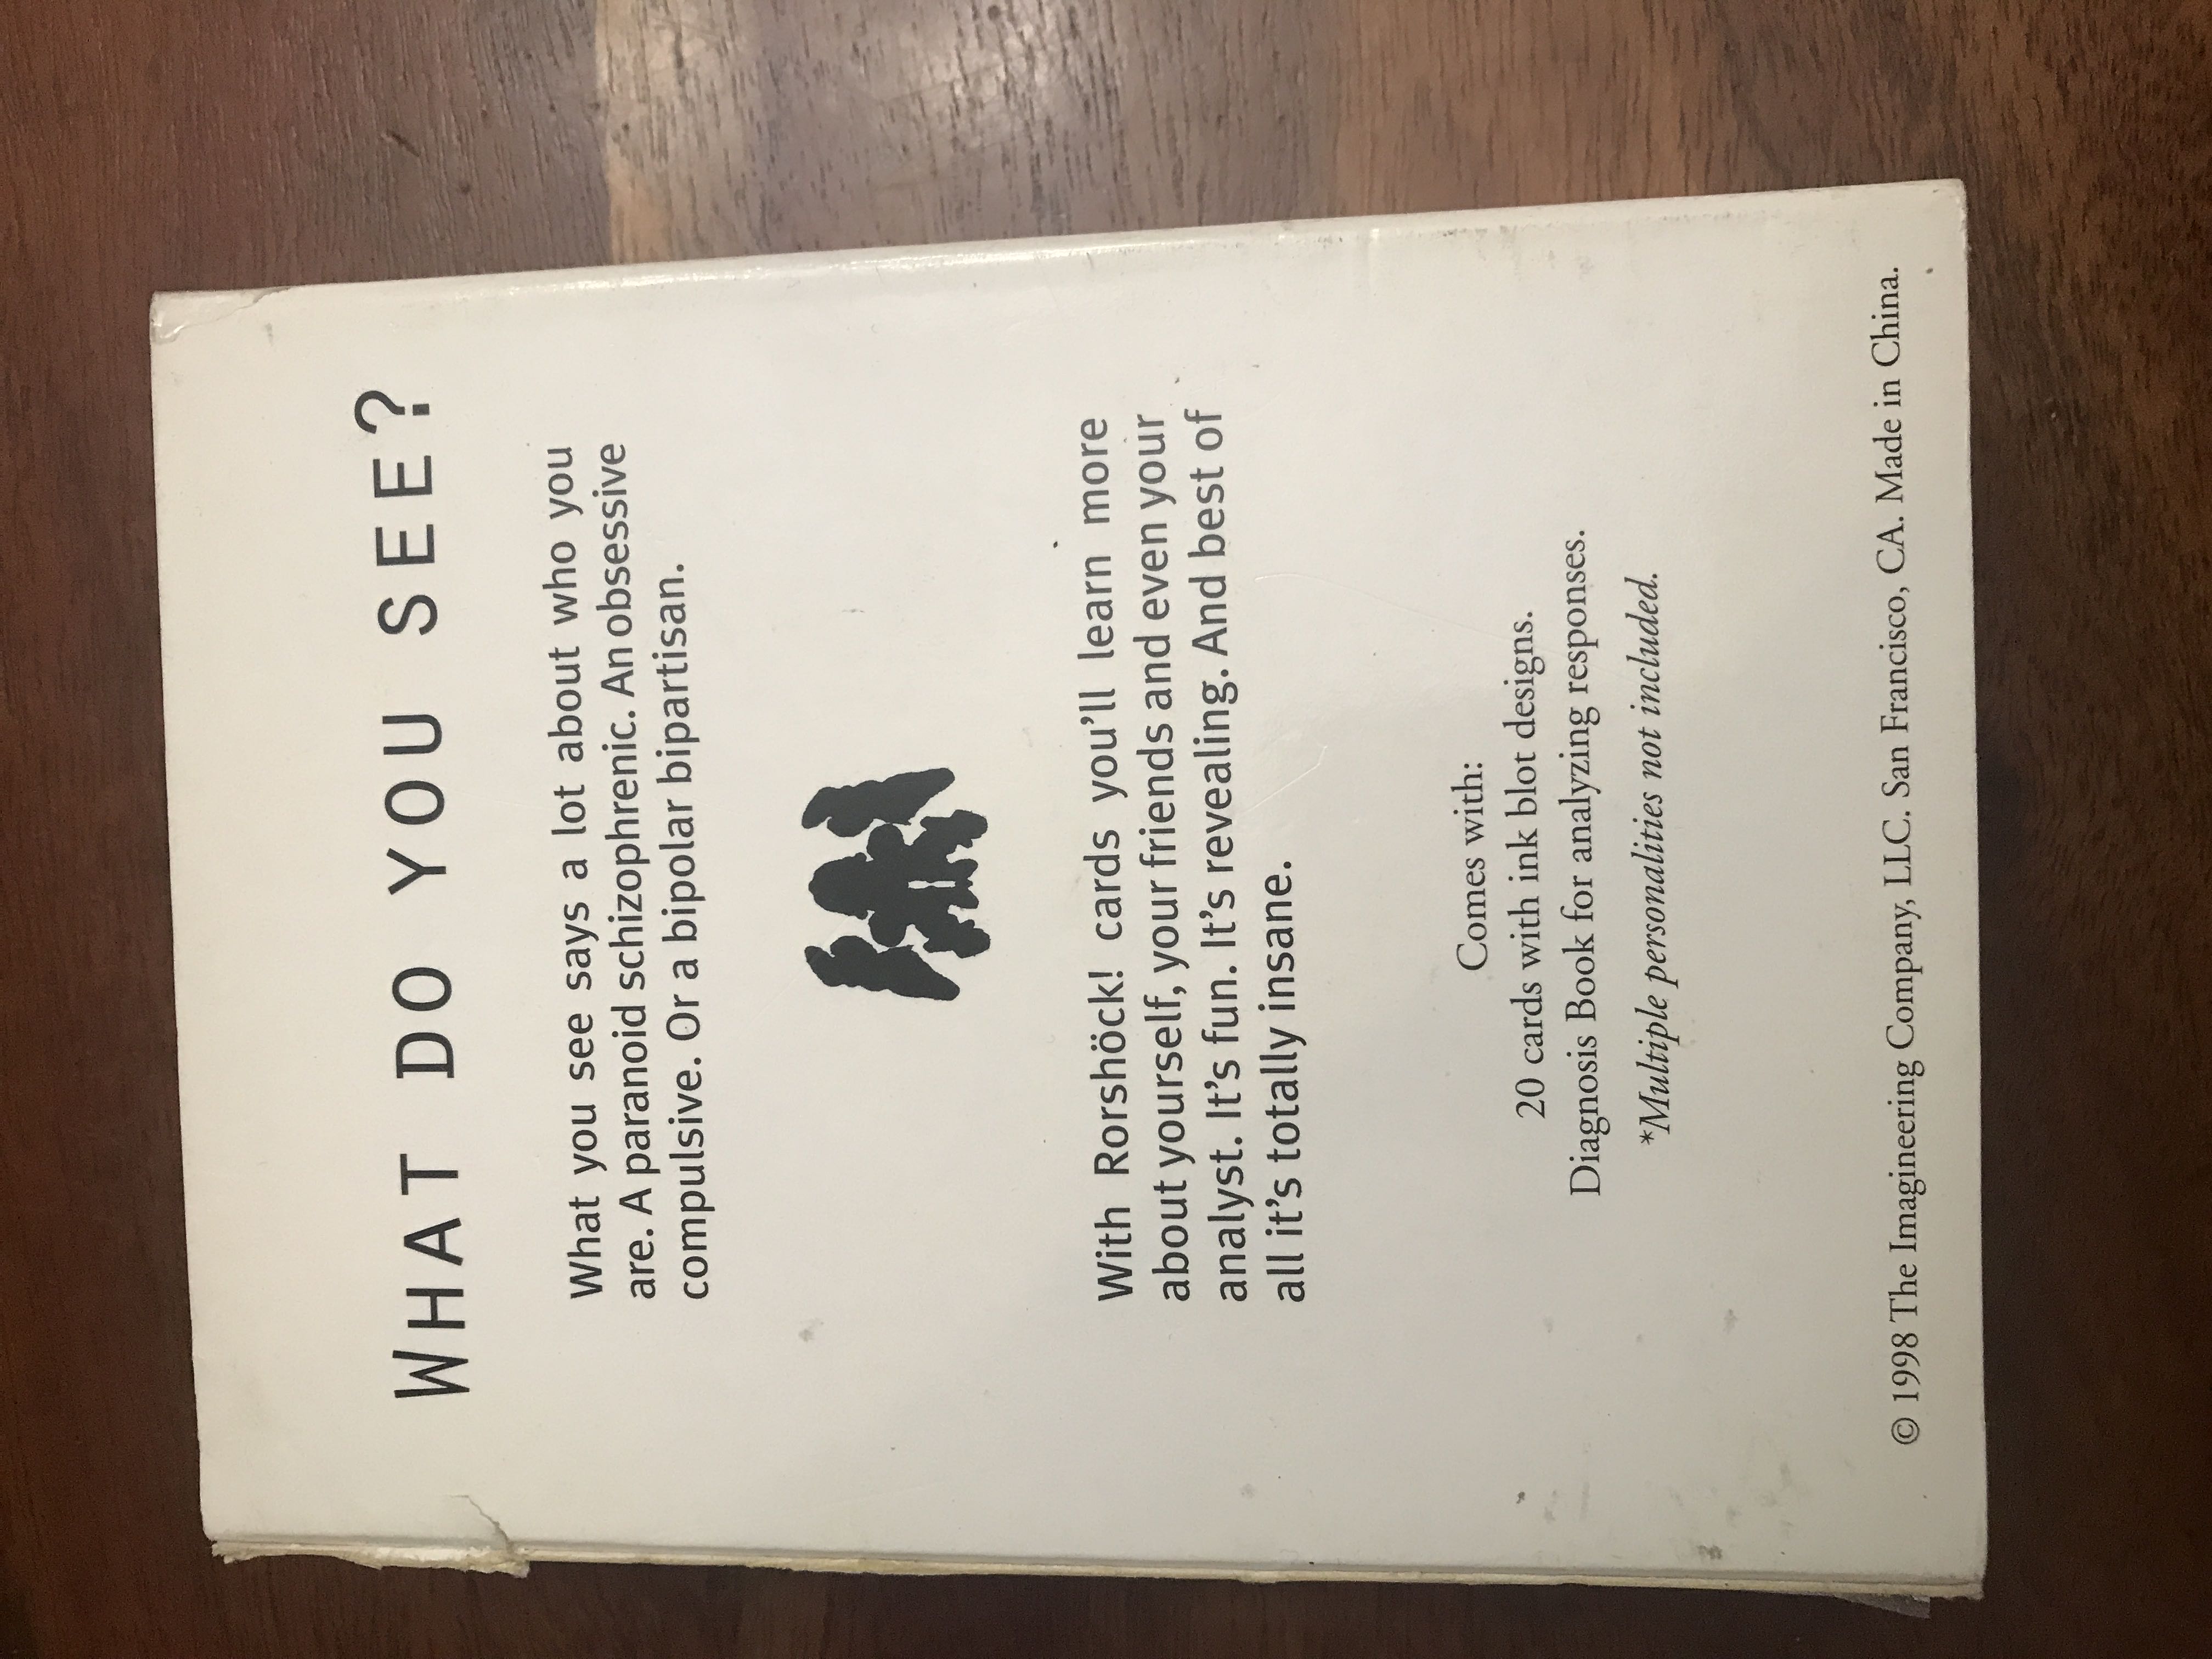 WHAT DO YOU SEE?
What you see says a lot about who you
are. A paranoid schizophrenic. An obsessive
compulsive. Or a bipolar bipartisan.
With Rorshöck! cards you'll learn more
about yourself, your friends and even your
analyst. It's fun. It's revealing. And best of
all it's totally insane.
Comes with:
20 cards with ink blot designs.
Diagnosis Book for analyzing responses.
*Multiple personalities not included.
© 1998 The Imagineering Company, LLC. San Francisco, CA. Made in China.